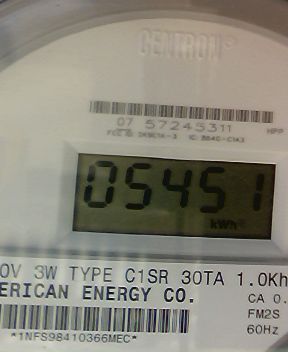 CENTRON®
07 57245311
HPP
05451
kWh
0V 3W TYPE C1SR 30TA 1.0Kh
ERICAN ENERGY CO.
CA 0.
FM2S
60Hz
*1NFS98410366MEC*